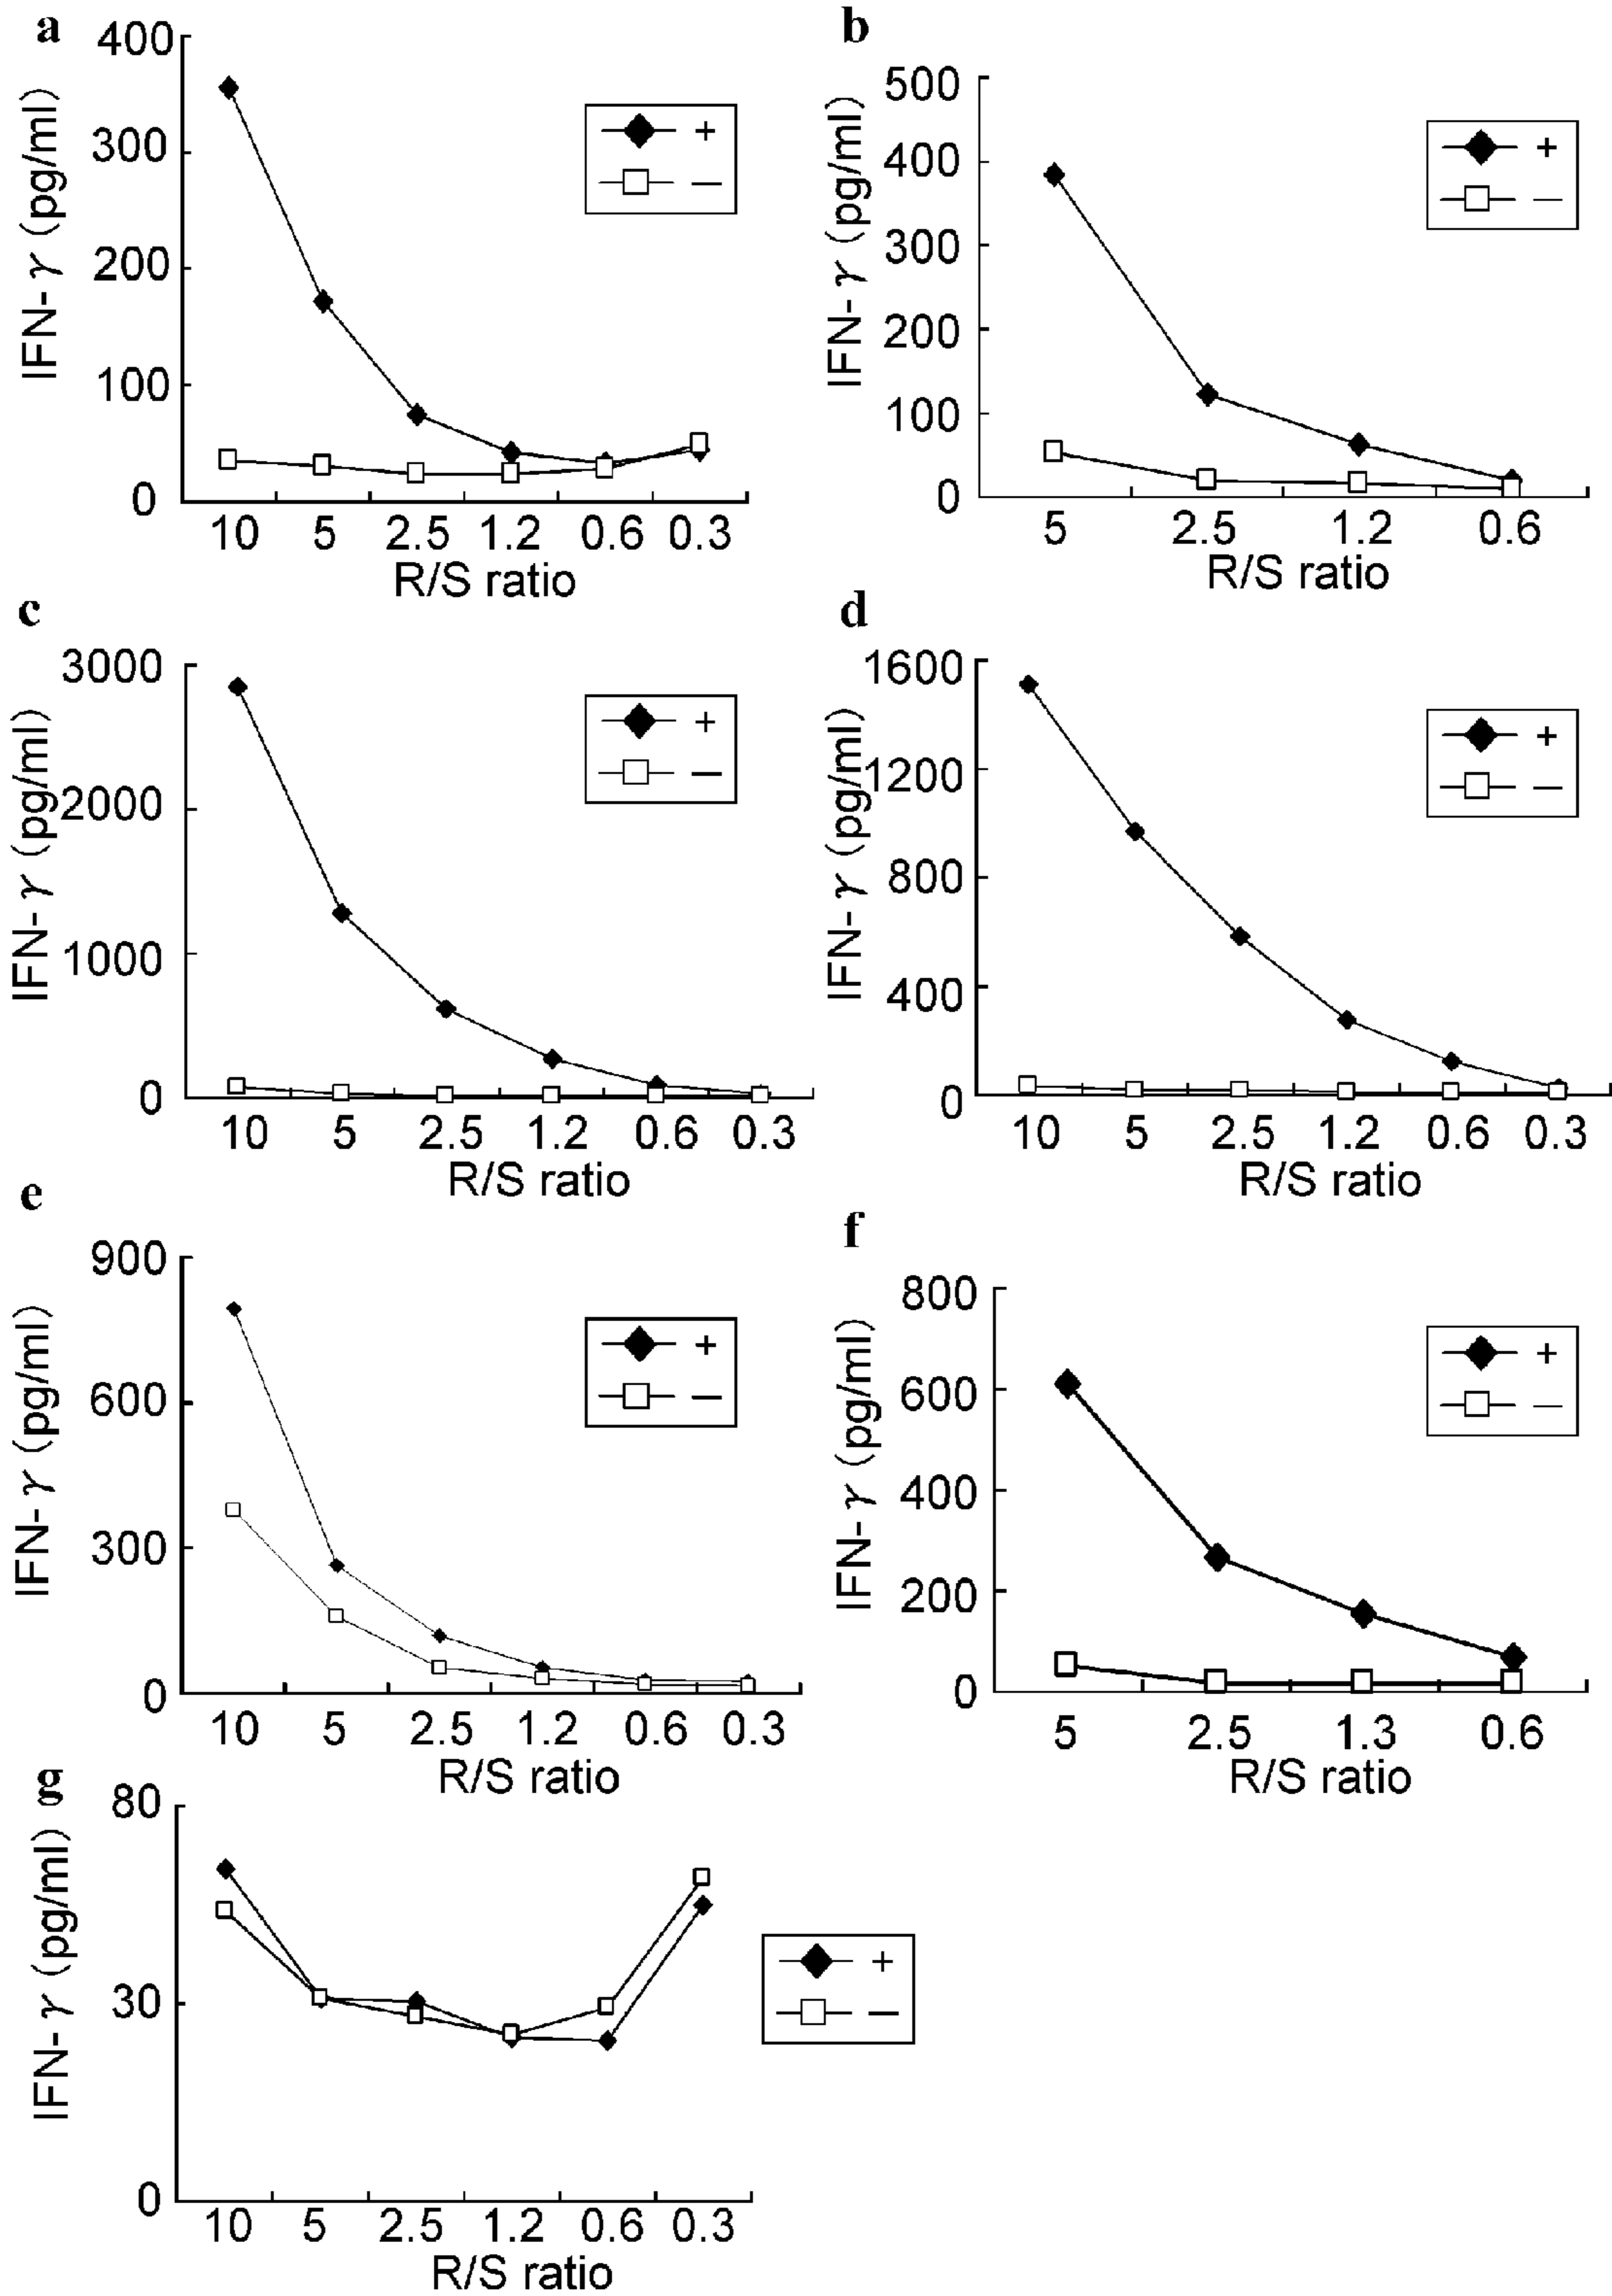 a
400
300
200
100
0
IFN-γ (pg/ml)
+
−
10 5 2.5 1.2 0.6 0.3
R/S ratio
b
500
400
300
200
100
0
IFN-γ (pg/ml)
+
−
5 2.5 1.2 0.6
R/S ratio
c
3000
2000
1000
0
IFN-γ (pg/ml)
+
−
10 5 2.5 1.2 0.6 0.3
R/S ratio
d
1600
1200
800
400
0
IFN-γ (pg/ml)
+
−
10 5 2.5 1.2 0.6 0.3
R/S ratio
e
900
600
300
0
IFN-γ (pg/ml)
+
−
10 5 2.5 1.2 0.6 0.3
R/S ratio
f
800
600
400
200
0
IFN-γ (pg/ml)
+
−
5 2.5 1.3 0.6
R/S ratio
g
80
30
0
IFN-γ (pg/ml)
+
−
10 5 2.5 1.2 0.6 0.3
R/S ratio